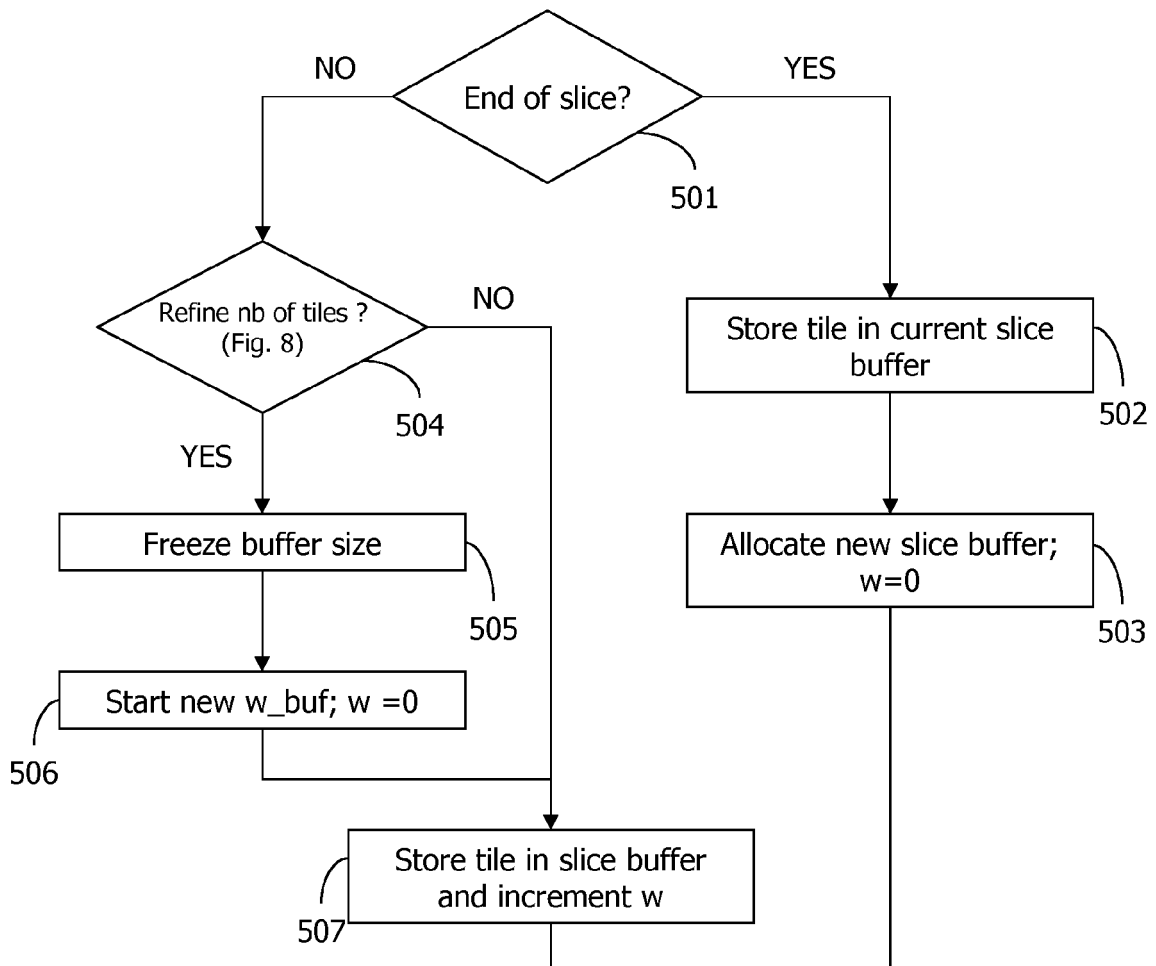 NO
YES
End of slice?
501
Refine nb of tiles ?
(Fig. 8)
NO
504
YES
Store tile in current slice
buffer
502
Freeze buffer size
505
Allocate new slice buffer;
w=0
503
Start new w_buf; w =0
506
Store tile in slice buffer
and increment w
507